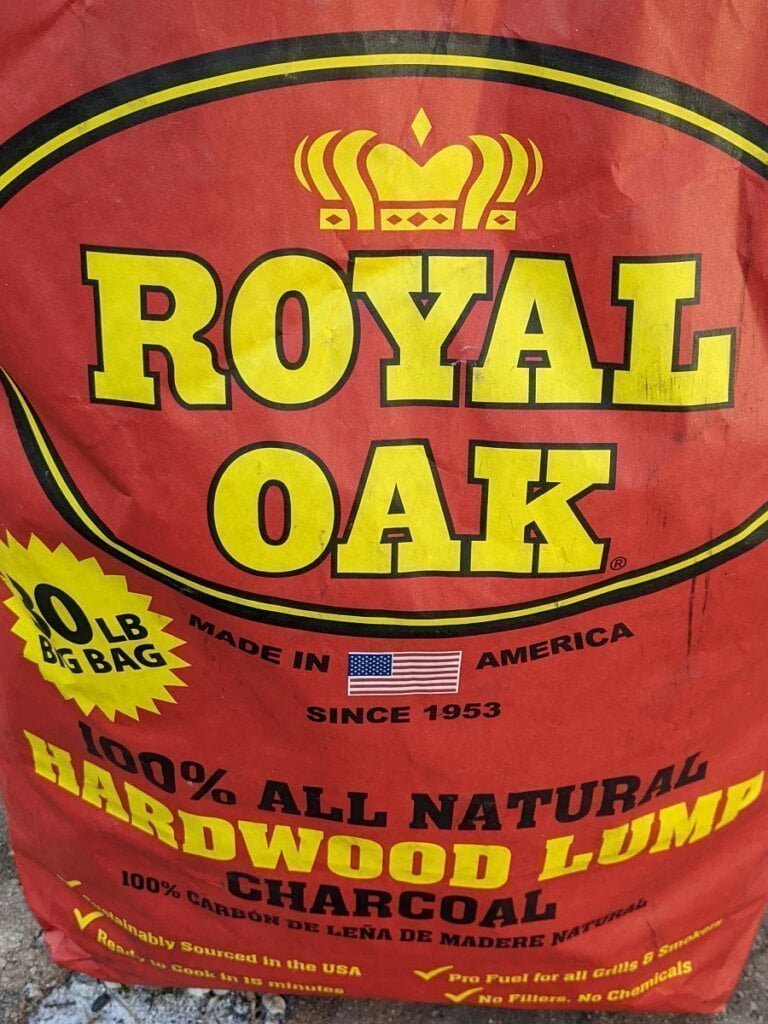 ROYAL
OAK®
30 LB
BIG BAG
MADE IN AMERICA
SINCE 1953
100% ALL NATURAL
HARDWOOD LUMP
CHARCOAL
100% CARBÓN DE LEÑA DE MADERE NATURAL
Sustainably Sourced in the USA
Ready to Cook in 15 minutes
Pro Fuel for all Grills & Smokers
No Fillers, No Chemicals